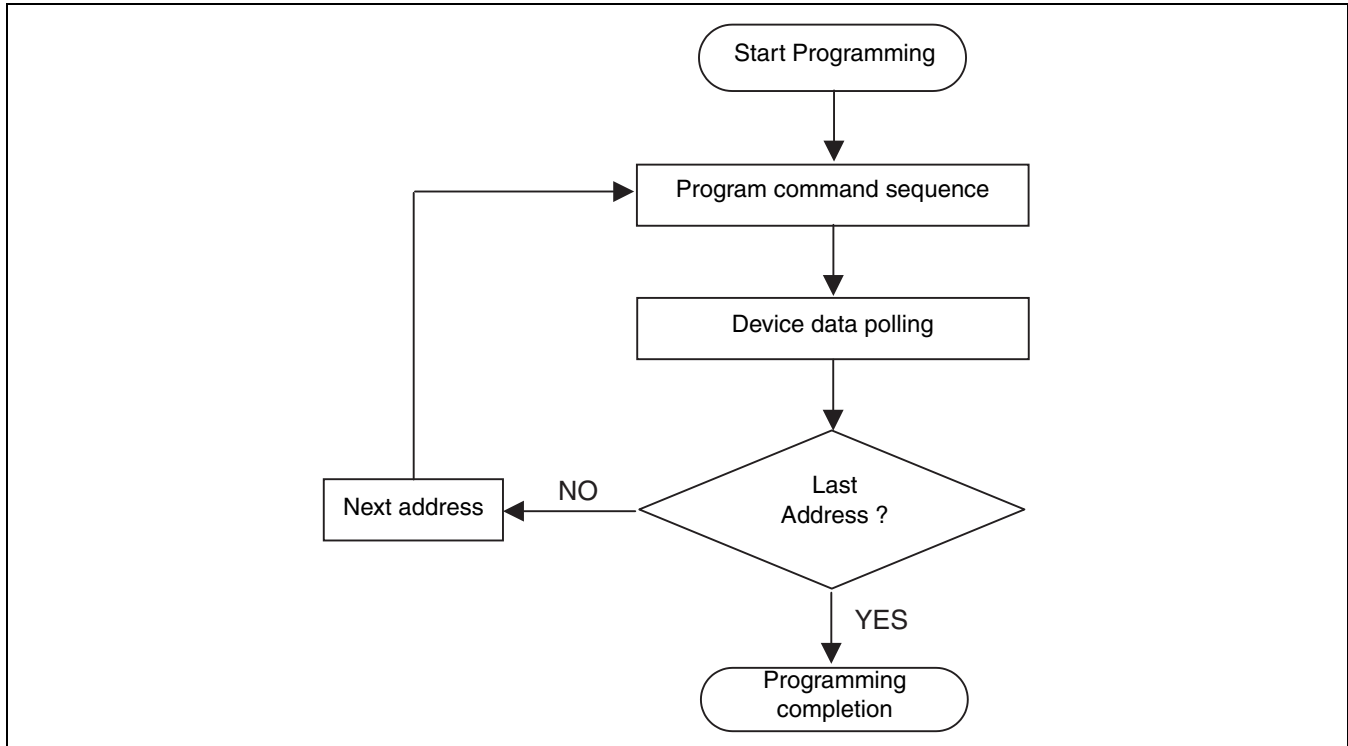 Start Programming
Program command sequence
Device data polling
Last
Address ?
NO
Next address
YES
Programming
completion